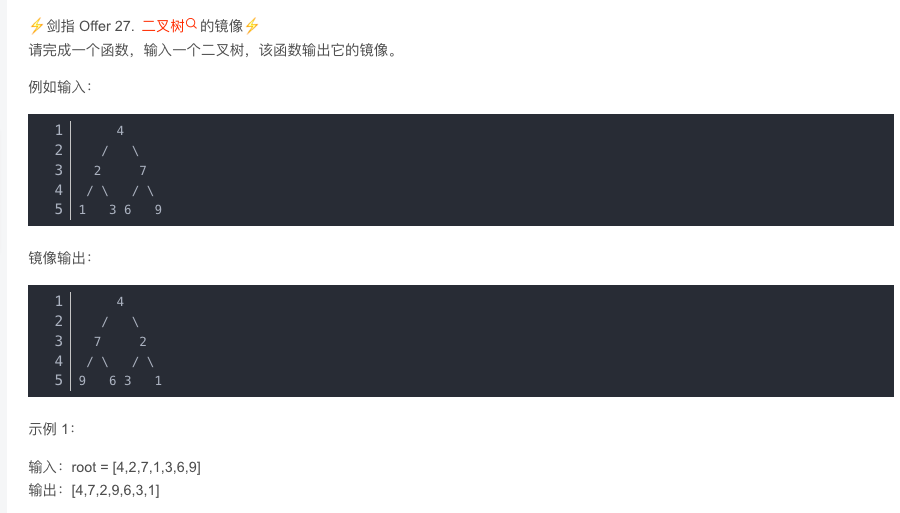 ⚡剑指 Offer 27. 二叉树的镜像⚡
请完成一个函数，输入一个二叉树，该函数输出它的镜像。
例如输入：
1      4
2    /   \
3   2     7
4  / \   / \
5 1   3 6   9
镜像输出：
1      4
2    /   \
3   7     2
4  / \   / \
5 9   6 3   1
示例 1：
输入：root = [4,2,7,1,3,6,9]
输出：[4,7,2,9,6,3,1]